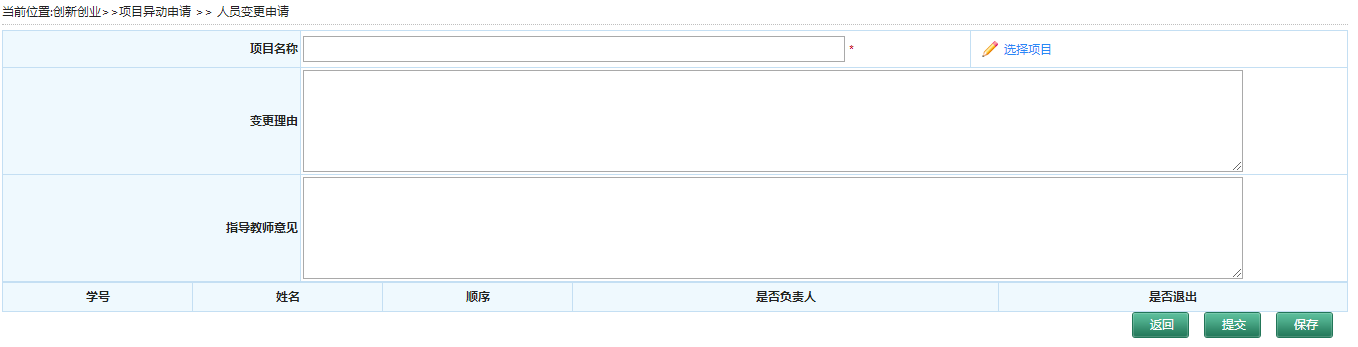 当前位置:创新创业>>项目异动申请 >> 人员变更申请
项目名称 * 选择项目
变更理由
指导教师意见
学号 姓名 顺序 是否负责人 是否退出
返回 提交 保存